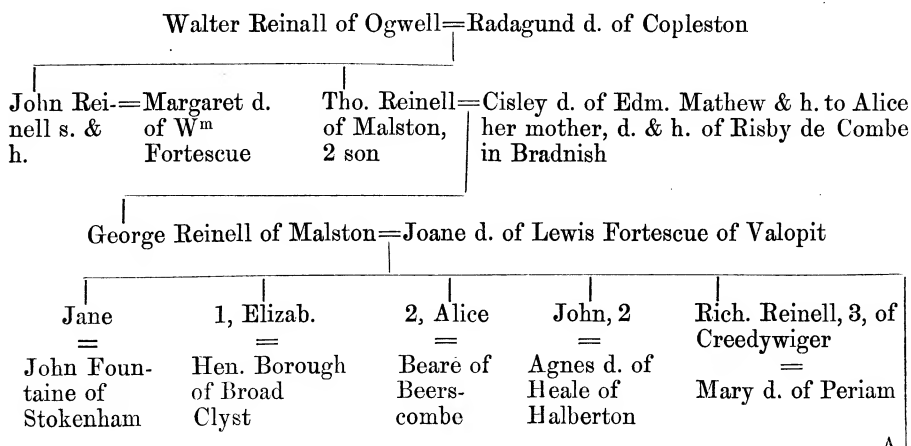 Walter Reinall of Ogwell=Radagund d. of Copleston
John Rei-=Margaret d.
nell s. & of Wᵐ
h. Fortescue
Tho. Reinell=Cisley d. of Edm. Mathew & h. to Alice
of Malston, her mother, d. & h. of Risby de Combe
2 son in Bradnish
George Reinell of Malston=Joane d. of Lewis Fortescue of Valopit
Jane
=
John Foun-
taine of
Stokenham
1, Elizab.
=
Hen. Borough
of Broad
Clyst
2, Alice
=
Beare of
Beers-
combe
John, 2
=
Agnes d. of
Heale of
Halberton
Rich. Reinell, 3, of
Creedywiger
=
Mary d. of Periam
A